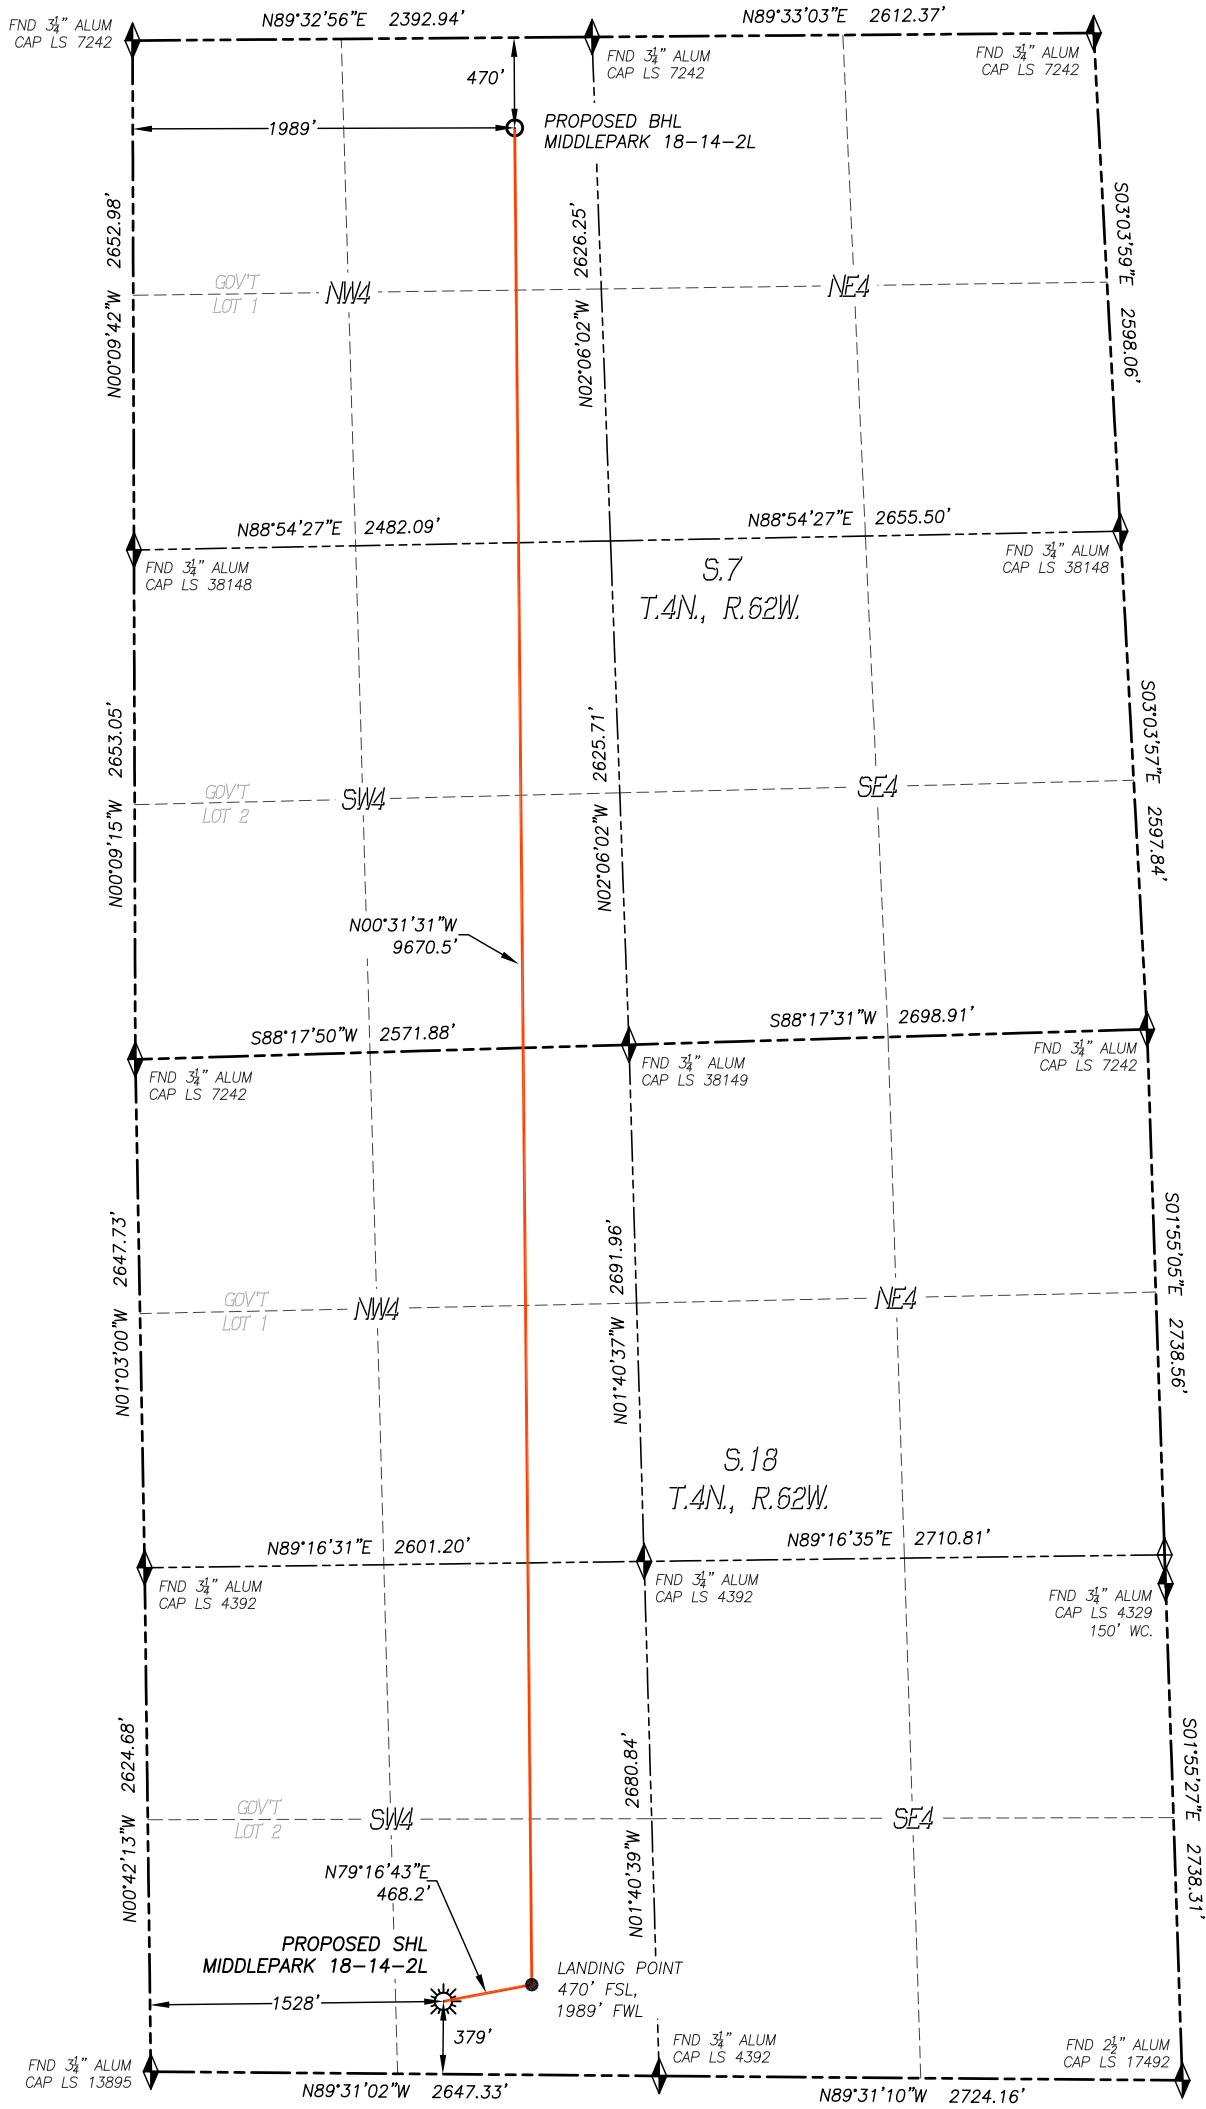 N89°32'56"E 2392.94'
N89°33'03"E 2612.37'
FND 3¼" ALUM
CAP LS 7242
FND 3¼" ALUM
CAP LS 7242
FND 3¼" ALUM
CAP LS 7242
470'
1989'
PROPOSED BHL
MIDDLEPARK 18-14-2L
N00°09'42"W 2652.98'
N02°06'02"W 2626.25'
S03°03'59"E 2598.06'
GOV'T
LOT 1
NW4
NE4
N88°54'27"E 2482.09'
N88°54'27"E 2655.50'
FND 3¼" ALUM
CAP LS 38148
FND 3¼" ALUM
CAP LS 38148
S.7
T.4N., R.62W.
N00°09'15"W 2653.05'
N02°06'02"W 2625.71'
S03°03'57"E 2597.84'
GOV'T
LOT 2
SW4
SE4
N00°31'31"W
9670.5'
S88°17'50"W 2571.88'
S88°17'31"W 2698.91'
FND 3¼" ALUM
CAP LS 7242
FND 3¼" ALUM
CAP LS 38149
FND 3¼" ALUM
CAP LS 7242
N01°03'00"W 2647.73'
N01°40'37"W 2691.96'
S01°55'05"E 2738.56'
GOV'T
LOT 1
NW4
NE4
S.18
T.4N., R.62W.
N89°16'31"E 2601.20'
N89°16'35"E 2710.81'
FND 3¼" ALUM
CAP LS 4392
FND 3¼" ALUM
CAP LS 4392
FND 3¼" ALUM
CAP LS 4329
150' WC.
N00°42'13"W 2624.68'
N01°40'39"W 2680.84'
S01°55'27"E 2738.31'
GOV'T
LOT 2
SW4
SE4
N79°16'43"E
468.2'
PROPOSED SHL
MIDDLEPARK 18-14-2L
LANDING POINT
470' FSL,
1989' FWL
1528'
379'
FND 3¼" ALUM
CAP LS 13895
FND 3¼" ALUM
CAP LS 4392
FND 2½" ALUM
CAP LS 17492
N89°31'02"W 2647.33'
N89°31'10"W 2724.16'